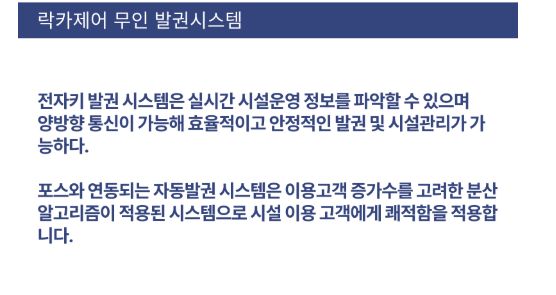 락카제어 무인 발권시스템
전자키 발권 시스템은 실시간 시설운영 정보를 파악할 수 있으며
양방향 통신이 가능해 효율적이고 안정적인 발권 및 시설관리가 가
능하다.
포스와 연동되는 자동발권 시스템은 이용고객 증가수를 고려한 분산
알고리즘이 적용된 시스템으로 시설 이용 고객에게 쾌적함을 적용합
니다.